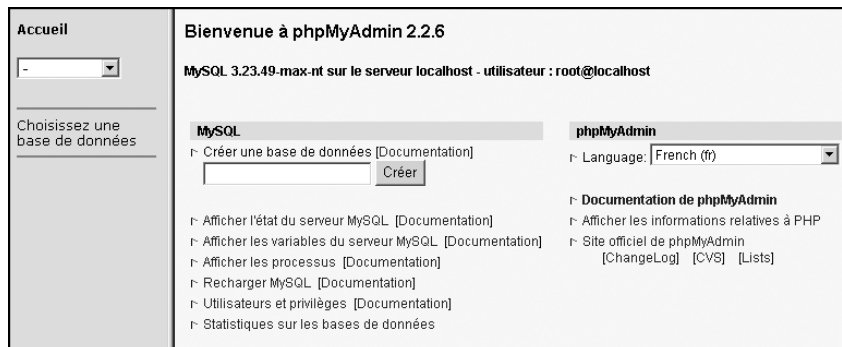 Accueil
-
Choisissez une
base de données
Bienvenue à phpMyAdmin 2.2.6
MySQL 3.23.49-max-nt sur le serveur localhost - utilisateur : root@localhost
MySQL
Créer une base de données [Documentation]
Créer
Afficher l'état du serveur MySQL [Documentation]
Afficher les variables du serveur MySQL [Documentation]
Afficher les processus [Documentation]
Recharger MySQL [Documentation]
Utilisateurs et privilèges [Documentation]
Statistiques sur les bases de données
phpMyAdmin
Language: French (fr)
Documentation de phpMyAdmin
Afficher les informations relatives à PHP
Site officiel de phpMyAdmin
[ChangeLog] [CVS] [Lists]